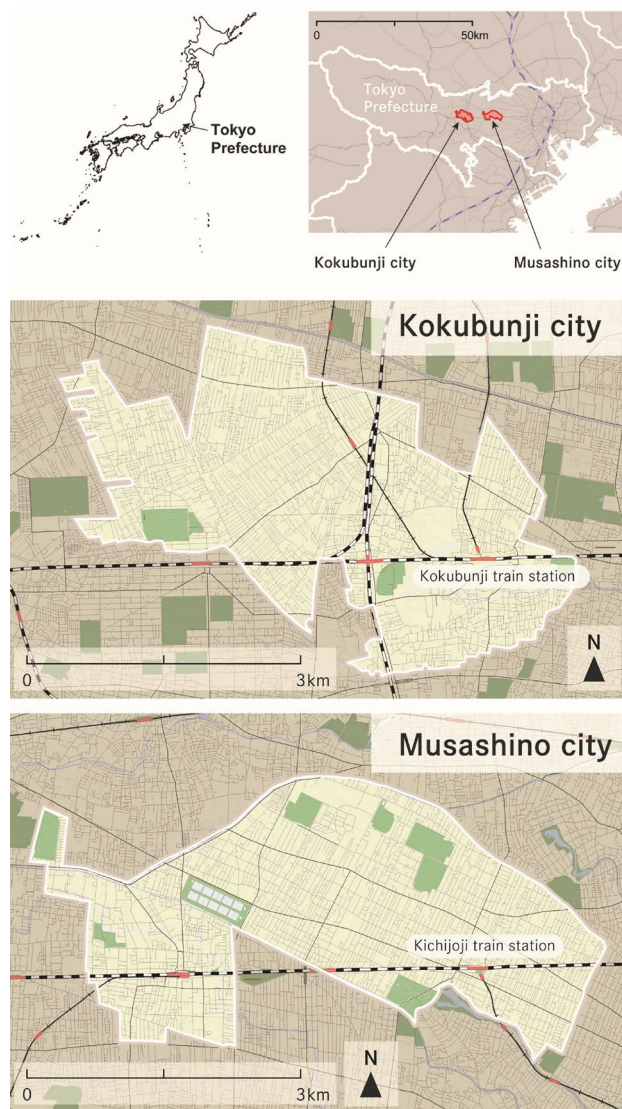 Tokyo
Prefecture
0 50km
Tokyo
Prefecture
Kokubunji city
Musashino city
Kokubunji city
Kokubunji train station
N
0 3km
Musashino city
Kichijoji train station
N
0 3km